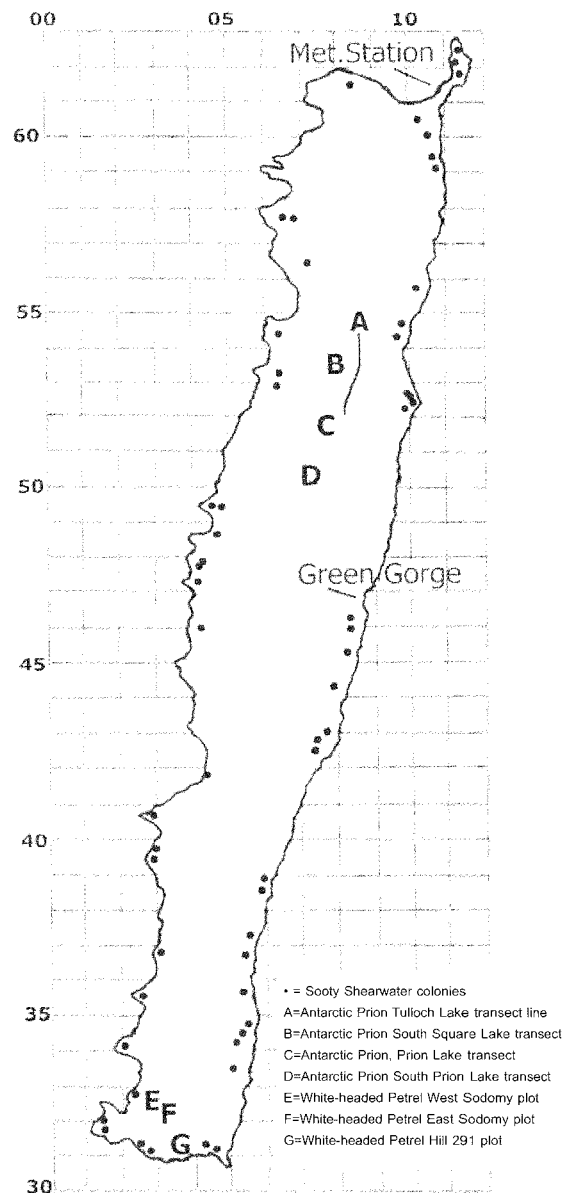 00 05 10
Met.Station
60
55
A
B
C
D
50
Green Gorge
45
40
35
E
F
G
30
• = Sooty Shearwater colonies
A=Antarctic Prion Tulloch Lake transect line
B=Antarctic Prion South Square Lake transect
C=Antarctic Prion, Prion Lake transect
D=Antarctic Prion South Prion Lake transect
E=White-headed Petrel West Sodomy plot
F=White-headed Petrel East Sodomy plot
G=White-headed Petrel Hill 291 plot